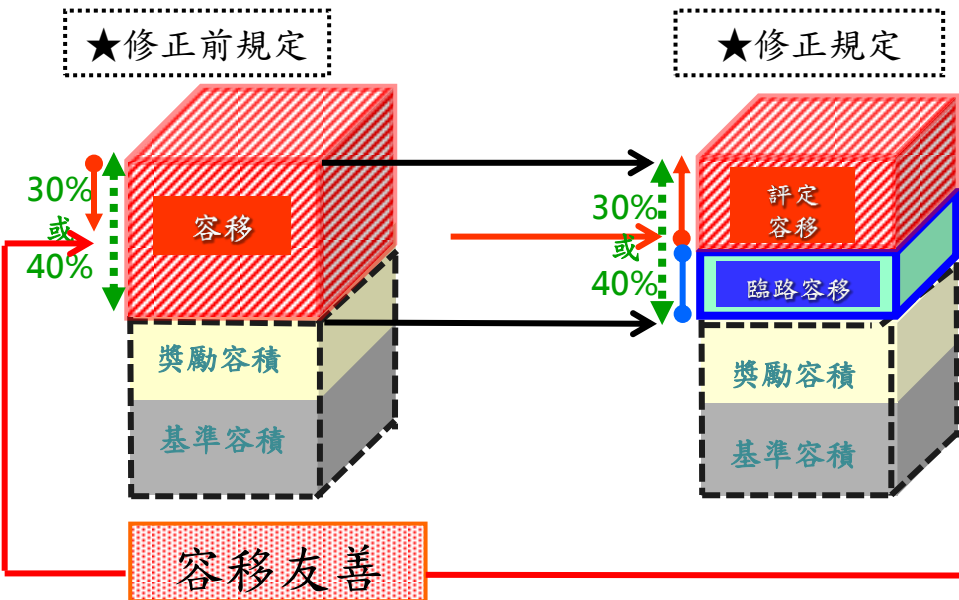 ★修正前規定
★修正規定
30%
或
40%
容移
獎勵容積
基準容積
30%
或
40%
評定
容移
臨路容移
獎勵容積
基準容積
容移友善